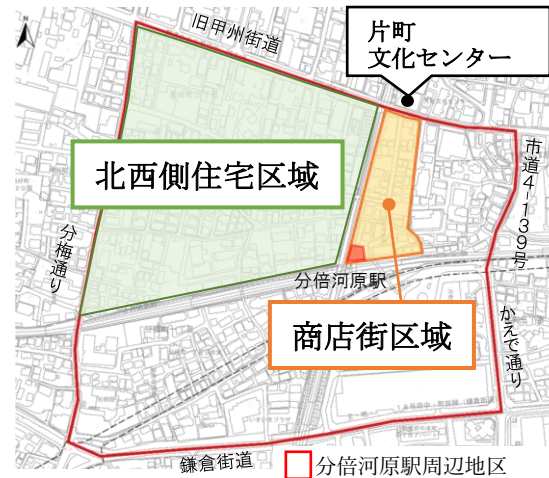 旧甲州街道
片町
文化センター
北西側住宅区域
市道4-139号
分梅通り
分倍河原駅
商店街区域
かえで通り
鎌倉街道
分倍河原駅周辺地区